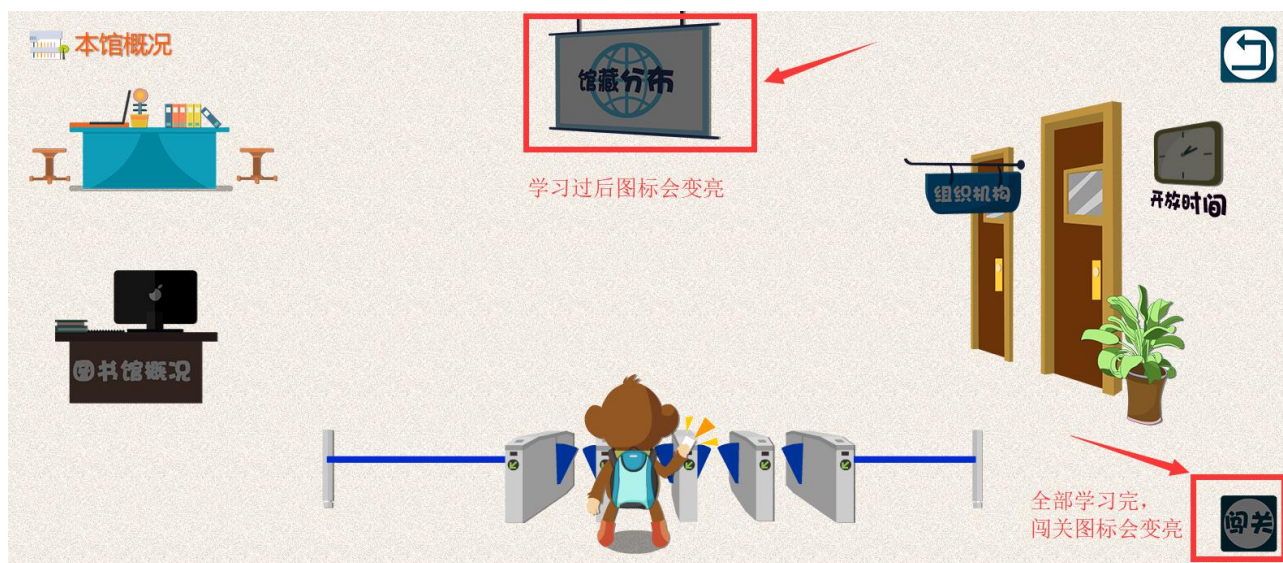 本馆概况
馆藏分布
学习过后图标会变亮
组织机构
开放时间
图书馆概况
全部学习完，
闯关图标会变亮
闯关